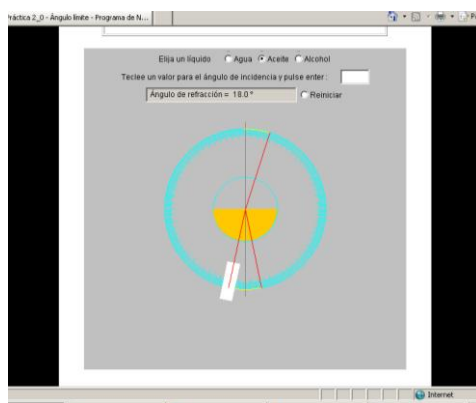 Práctica 2_0 - Ángulo límite - Programa de N...
Elija un líquido Agua Aceite Alcohol
Teclee un valor para el ángulo de incidencia y pulse enter :
Ángulo de refracción = 18.0 º Reiniciar
Internet